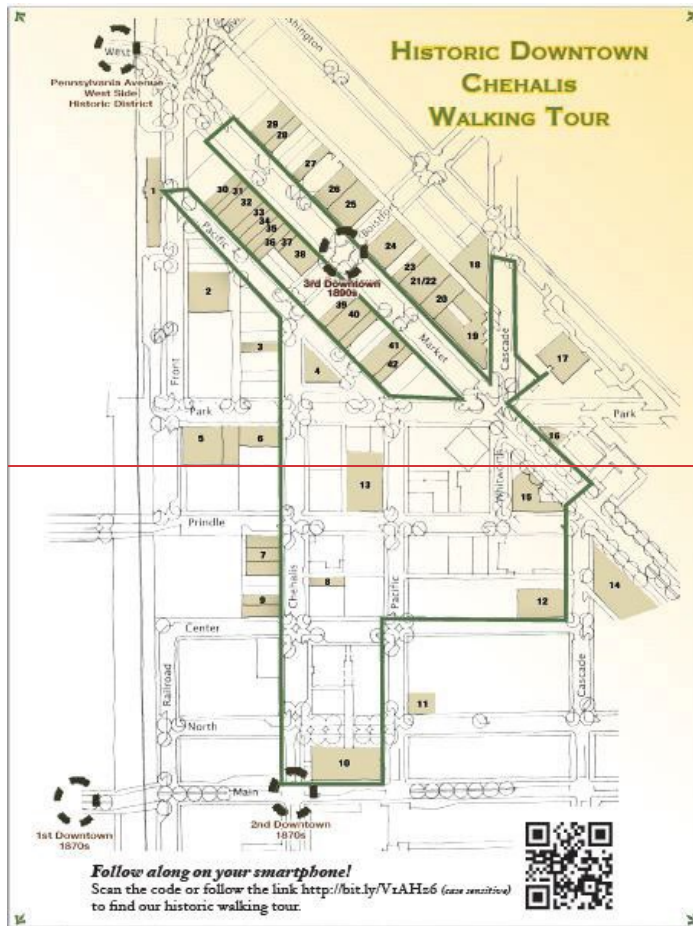 HISTORIC DOWNTOWN
CHEHALIS
WALKING TOUR
West
Pennsylvania Avenue
West Side
Historic District
29
28
27
26
25
30
31
32
33
34
35
36
37
38
1
Pacific
Boistfort
24
23
21/22
20
19
18
3rd Downtown
1890s
2
39
40
41
42
Market
Cascade
17
3
4
Front
Park
Park
5
6
16
13
Whitworth
15
Prindle
7
8
9
Chehalis
Pacific
12
14
Center
Railroad
Cascade
11
North
10
Main
1st Downtown
1870s
2nd Downtown
1870s
Follow along on your smartphone!
Scan the code or follow the link http://bit.ly/V1AHz6 (case sensitive)
to find our historic walking tour.